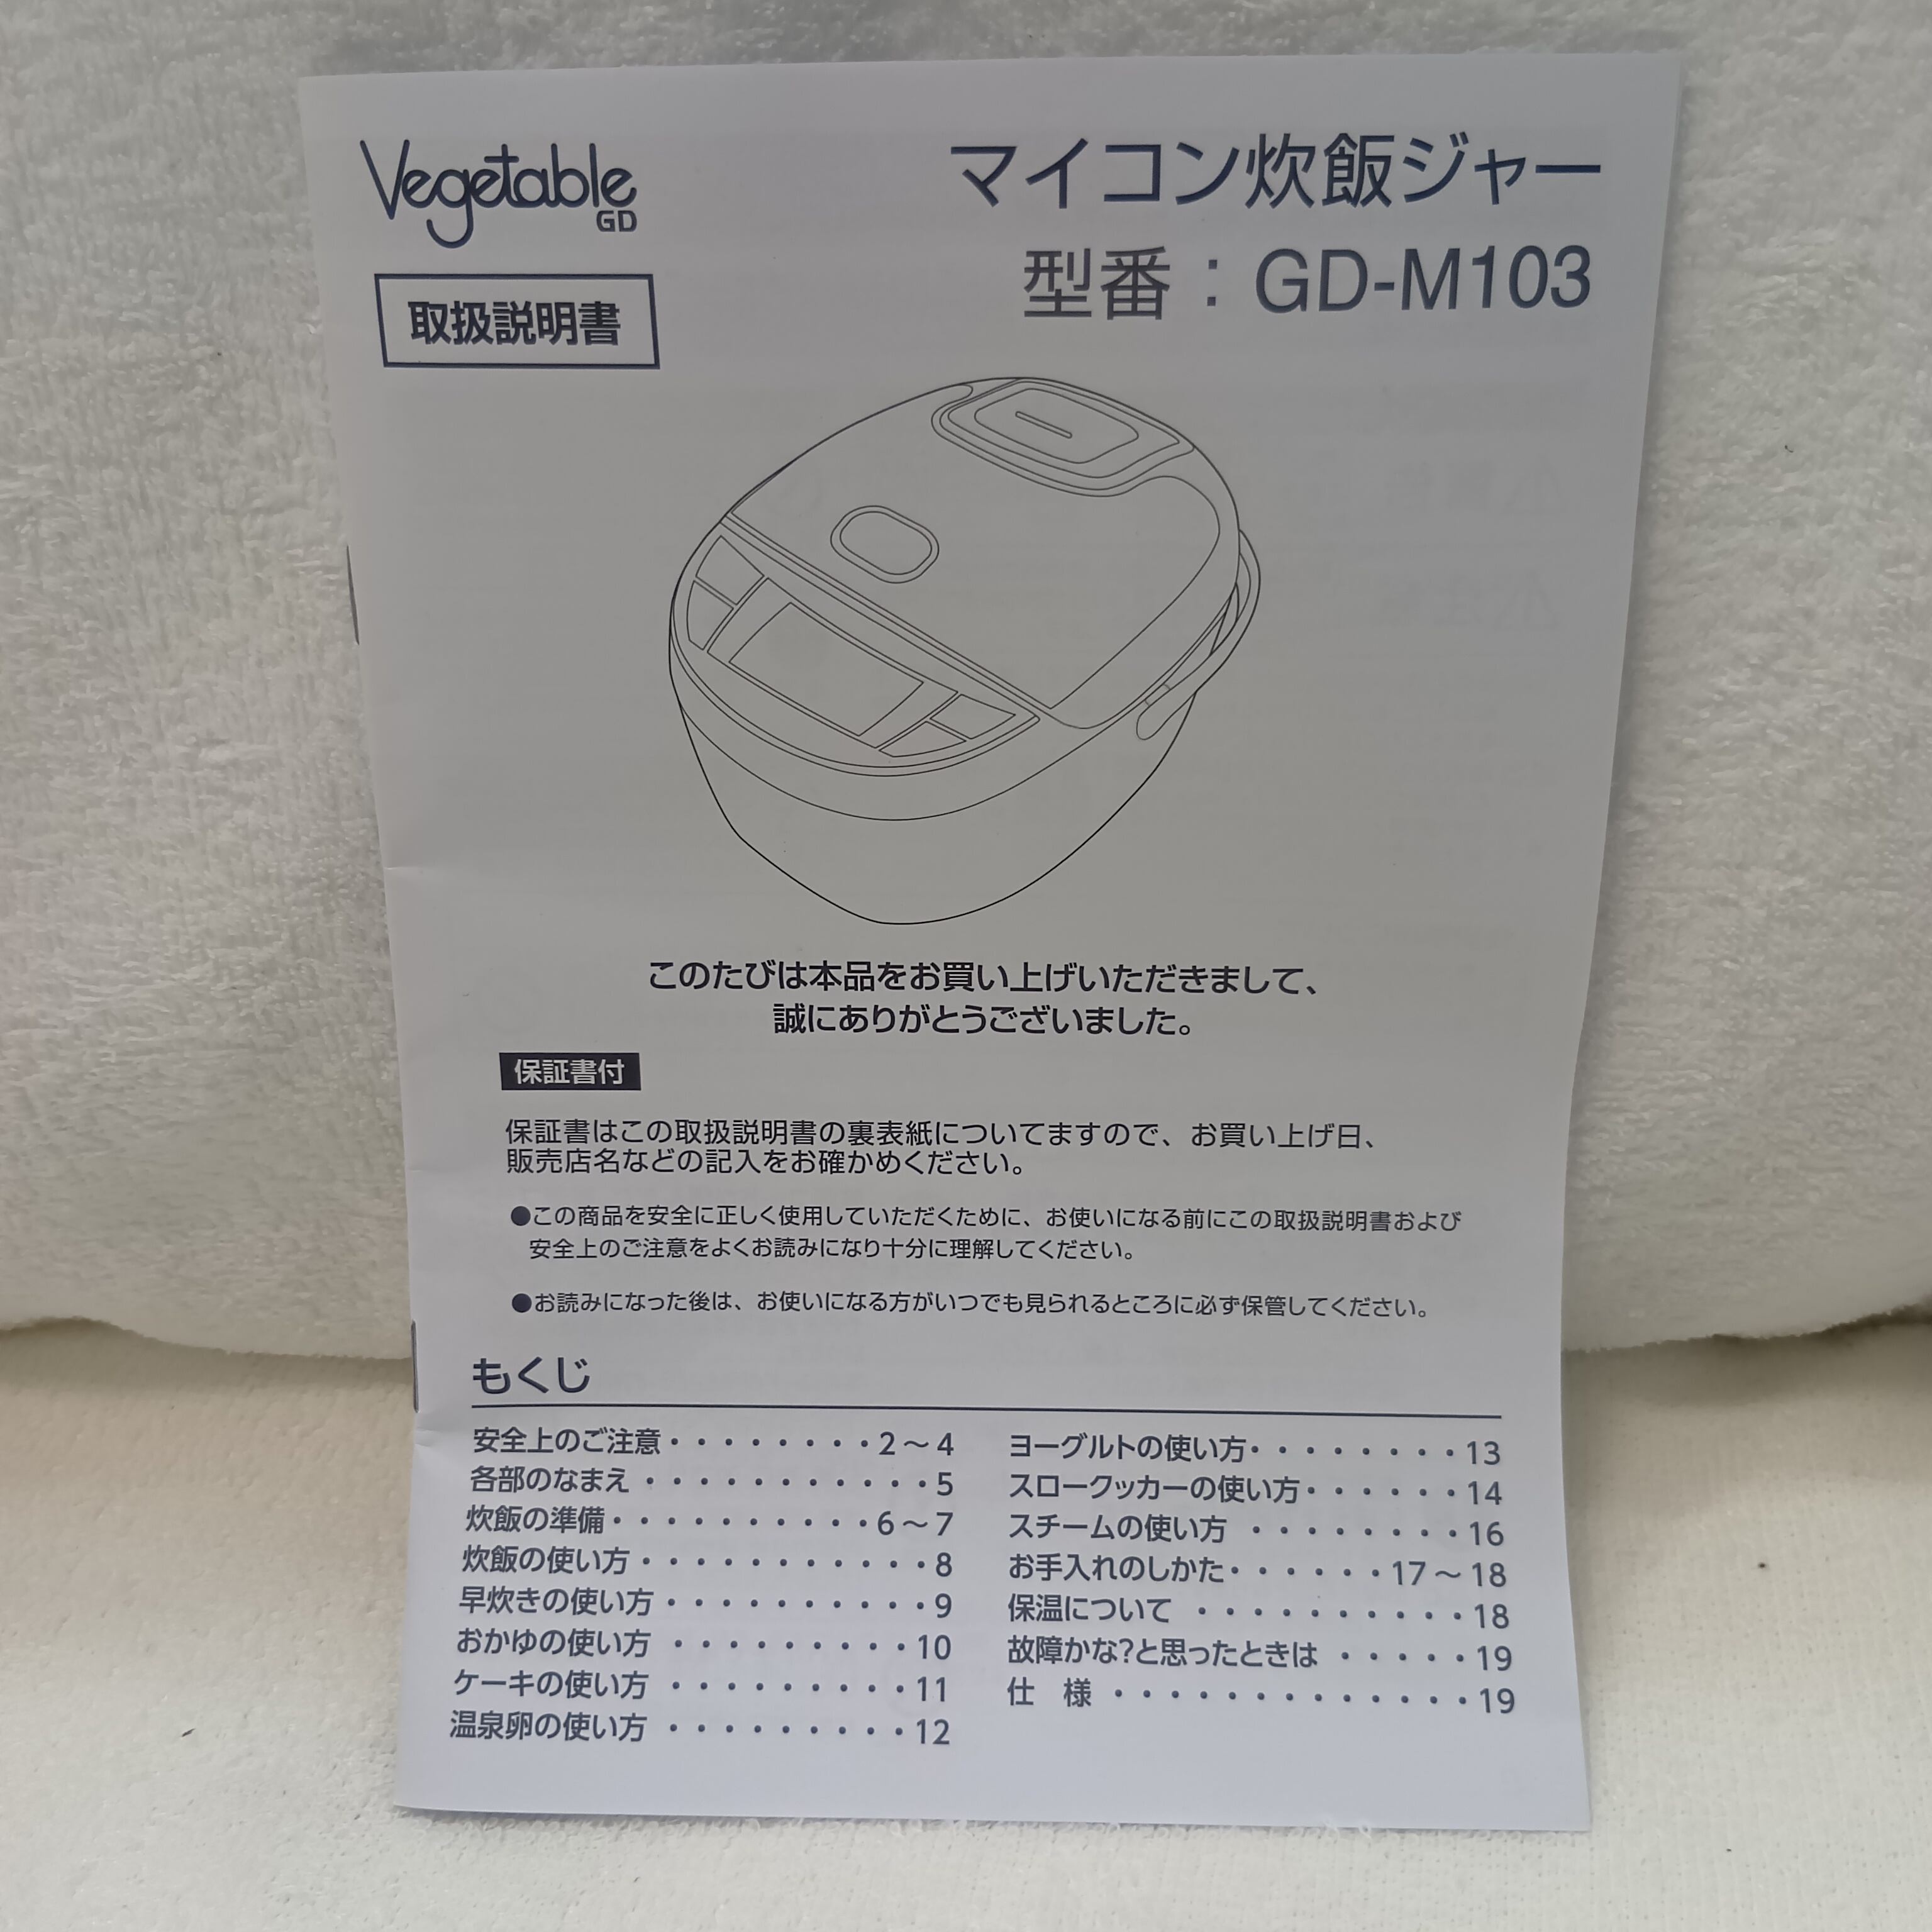 Vegetable
GD
マイコン炊飯ジャー
型番：GD-M103
取扱説明書
このたびは本品をお買い上げいただきまして、
誠にありがとうございました。
保証書付
保証書はこの取扱説明書の裏表紙についてますので、お買い上げ日、
販売店名などの記入をお確かめください。
●この商品を安全に正しく使用していただくために、お使いになる前にこの取扱説明書および
安全上のご注意をよくお読みになり十分に理解してください。
●お読みになった後は、お使いになる方がいつでも見られるところに必ず保管してください。
もくじ
安全上のご注意・・・・・・・・2～4
各部のなまえ・・・・・・・・・・・5
炊飯の準備・・・・・・・・・・6～7
炊飯の使い方・・・・・・・・・・・8
早炊きの使い方・・・・・・・・・・9
おかゆの使い方・・・・・・・・・10
ケーキの使い方・・・・・・・・・11
温泉卵の使い方・・・・・・・・・12
ヨーグルトの使い方・・・・・・・・13
スロークッカーの使い方・・・・・・14
スチームの使い方・・・・・・・・16
お手入れのしかた・・・・・・17～18
保温について・・・・・・・・・・18
故障かな?と思ったときは・・・・・19
仕　様・・・・・・・・・・・・・19